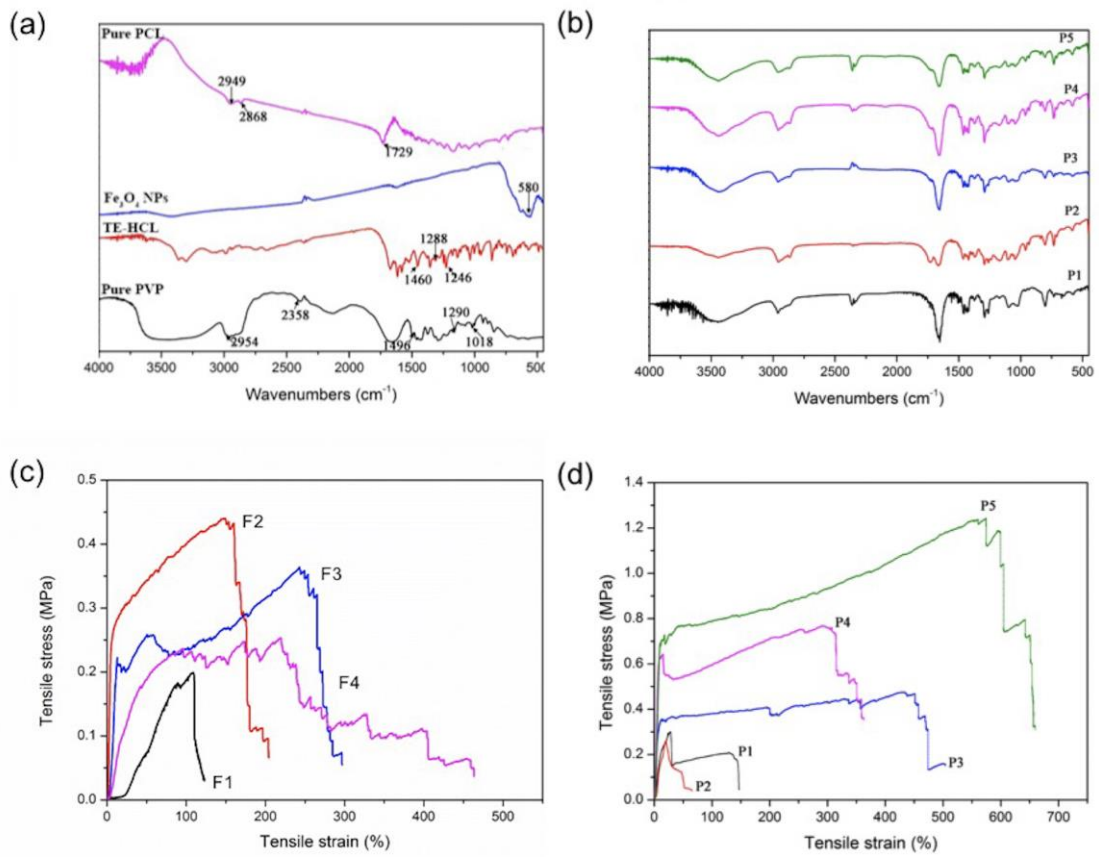 (a)
Pure PCL
2949
2868
1729
Fe₃O₄ NPs
580
TE-HCL
1288
1460
1246
Pure PVP
2954
2358
1496
1290
1018
4000 3500 3000 2500 2000 1500 1000 500
Wavenumbers (cm⁻¹)
(b)
P5
P4
P3
P2
P1
4000 3500 3000 2500 2000 1500 1000 500
Wavenumbers (cm⁻¹)
(c)
Tensile stress (MPa)
0.5
0.4
0.3
0.2
0.1
0.0
F2
F3
F4
F1
0 100 200 300 400 500
Tensile strain (%)
(d)
Tensile stress (MPa)
1.4
1.2
1.0
0.8
0.6
0.4
0.2
0.0
P5
P4
P1
P3
P2
0 100 200 300 400 500 600 700
Tensile strain (%)